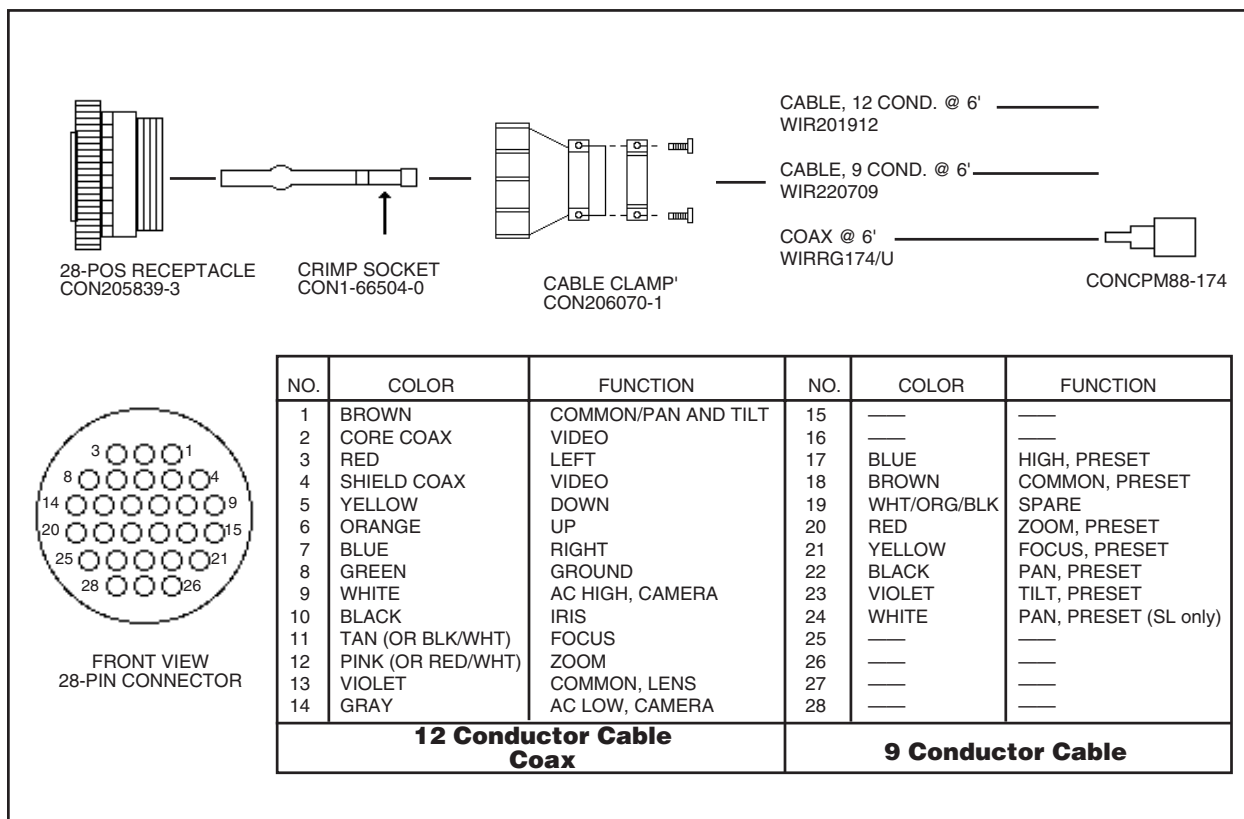 CABLE, 12 COND. @ 6'
WIR201912
CABLE, 9 COND. @ 6'
WIR220709
COAX @ 6'
WIRRG174/U
28-POS RECEPTACLE
CON205839-3
CRIMP SOCKET
CON1-66504-0
CABLE CLAMP'
CON206070-1
CONCPM88-174
3 1
8 4
14 9
20 15
25 21
28 26
FRONT VIEW
28-PIN CONNECTOR
NO. COLOR FUNCTION NO. COLOR FUNCTION
1 BROWN COMMON/PAN AND TILT 15 —— ——
2 CORE COAX VIDEO 16 —— ——
3 RED LEFT 17 BLUE HIGH, PRESET
4 SHIELD COAX VIDEO 18 BROWN COMMON, PRESET
5 YELLOW DOWN 19 WHT/ORG/BLK SPARE
6 ORANGE UP 20 RED ZOOM, PRESET
7 BLUE RIGHT 21 YELLOW FOCUS, PRESET
8 GREEN GROUND 22 BLACK PAN, PRESET
9 WHITE AC HIGH, CAMERA 23 VIOLET TILT, PRESET
10 BLACK IRIS 24 WHITE PAN, PRESET (SL only)
11 TAN (OR BLK/WHT) FOCUS 25 —— ——
12 PINK (OR RED/WHT) ZOOM 26 —— ——
13 VIOLET COMMON, LENS 27 —— ——
14 GRAY AC LOW, CAMERA 28 —— ——
12 Conductor Cable
Coax
9 Conductor Cable